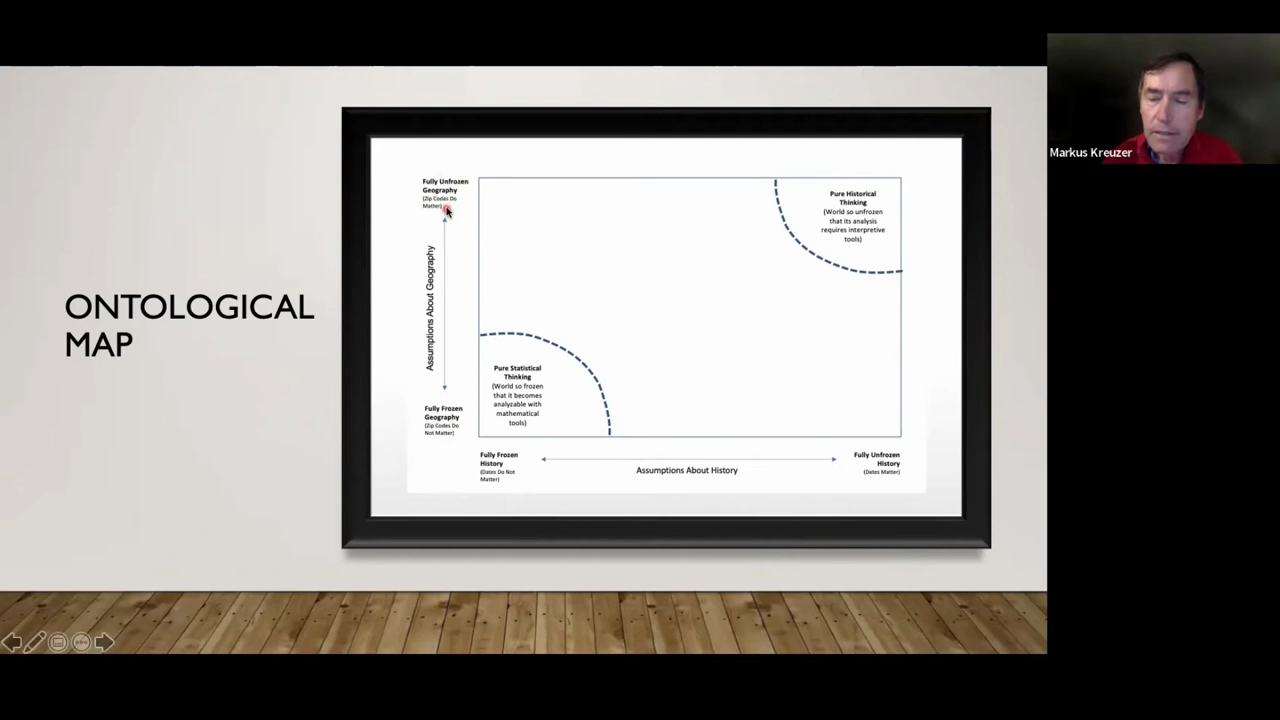 ONTOLOGICAL
MAP
Fully Unfrozen
Geography
(Zip Codes Do
Matter)
Assumptions About Geography
Fully Frozen
Geography
(Zip Codes Do
Not Matter)
Pure Historical
Thinking
(World so unfrozen
that its analysis
requires interpretive
tools)
Pure Statistical
Thinking
(World so frozen
that it becomes
analyzable with
mathematical
tools)
Fully Frozen
History
(Dates Do Not
Matter)
Assumptions About History
Fully Unfrozen
History
(Dates Matter)
Markus Kreuzer